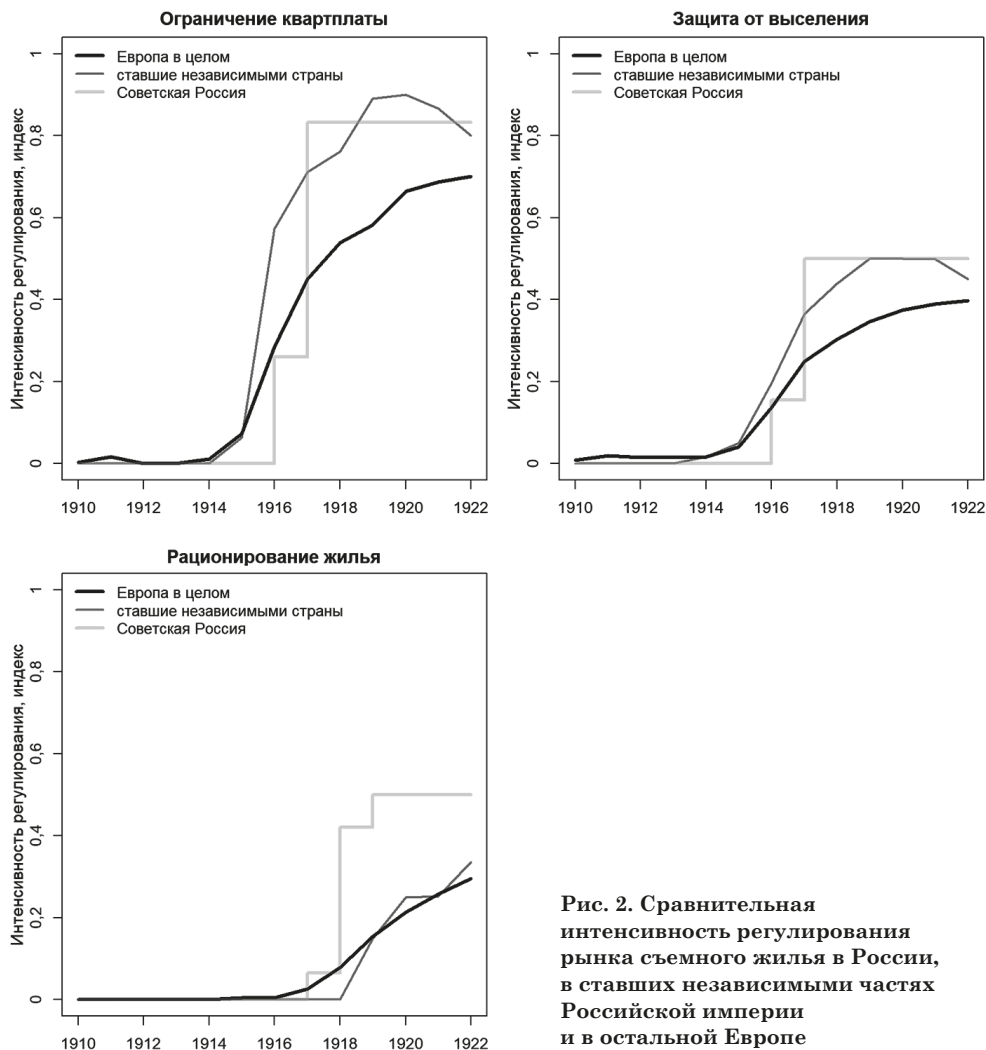 Ограничение квартплаты
Интенсивность регулирования, индекс
0 0,2 0,4 0,6 0,8 1
Европа в целом
ставшие независимыми страны
Советская Россия
1910 1912 1914 1916 1918 1920 1922
Защита от выселения
Интенсивность регулирования, индекс
0 0,2 0,4 0,6 0,8 1
Европа в целом
ставшие независимыми страны
Советская Россия
1910 1912 1914 1916 1918 1920 1922
Рационирование жилья
Интенсивность регулирования, индекс
0 0,2 0,4 0,6 0,8 1
Европа в целом
ставшие независимыми страны
Советская Россия
1910 1912 1914 1916 1918 1920 1922
Рис. 2. Сравнительная
интенсивность регулирования
рынка съемного жилья в России,
в ставших независимыми частях
Российской империи
и в остальной Европе